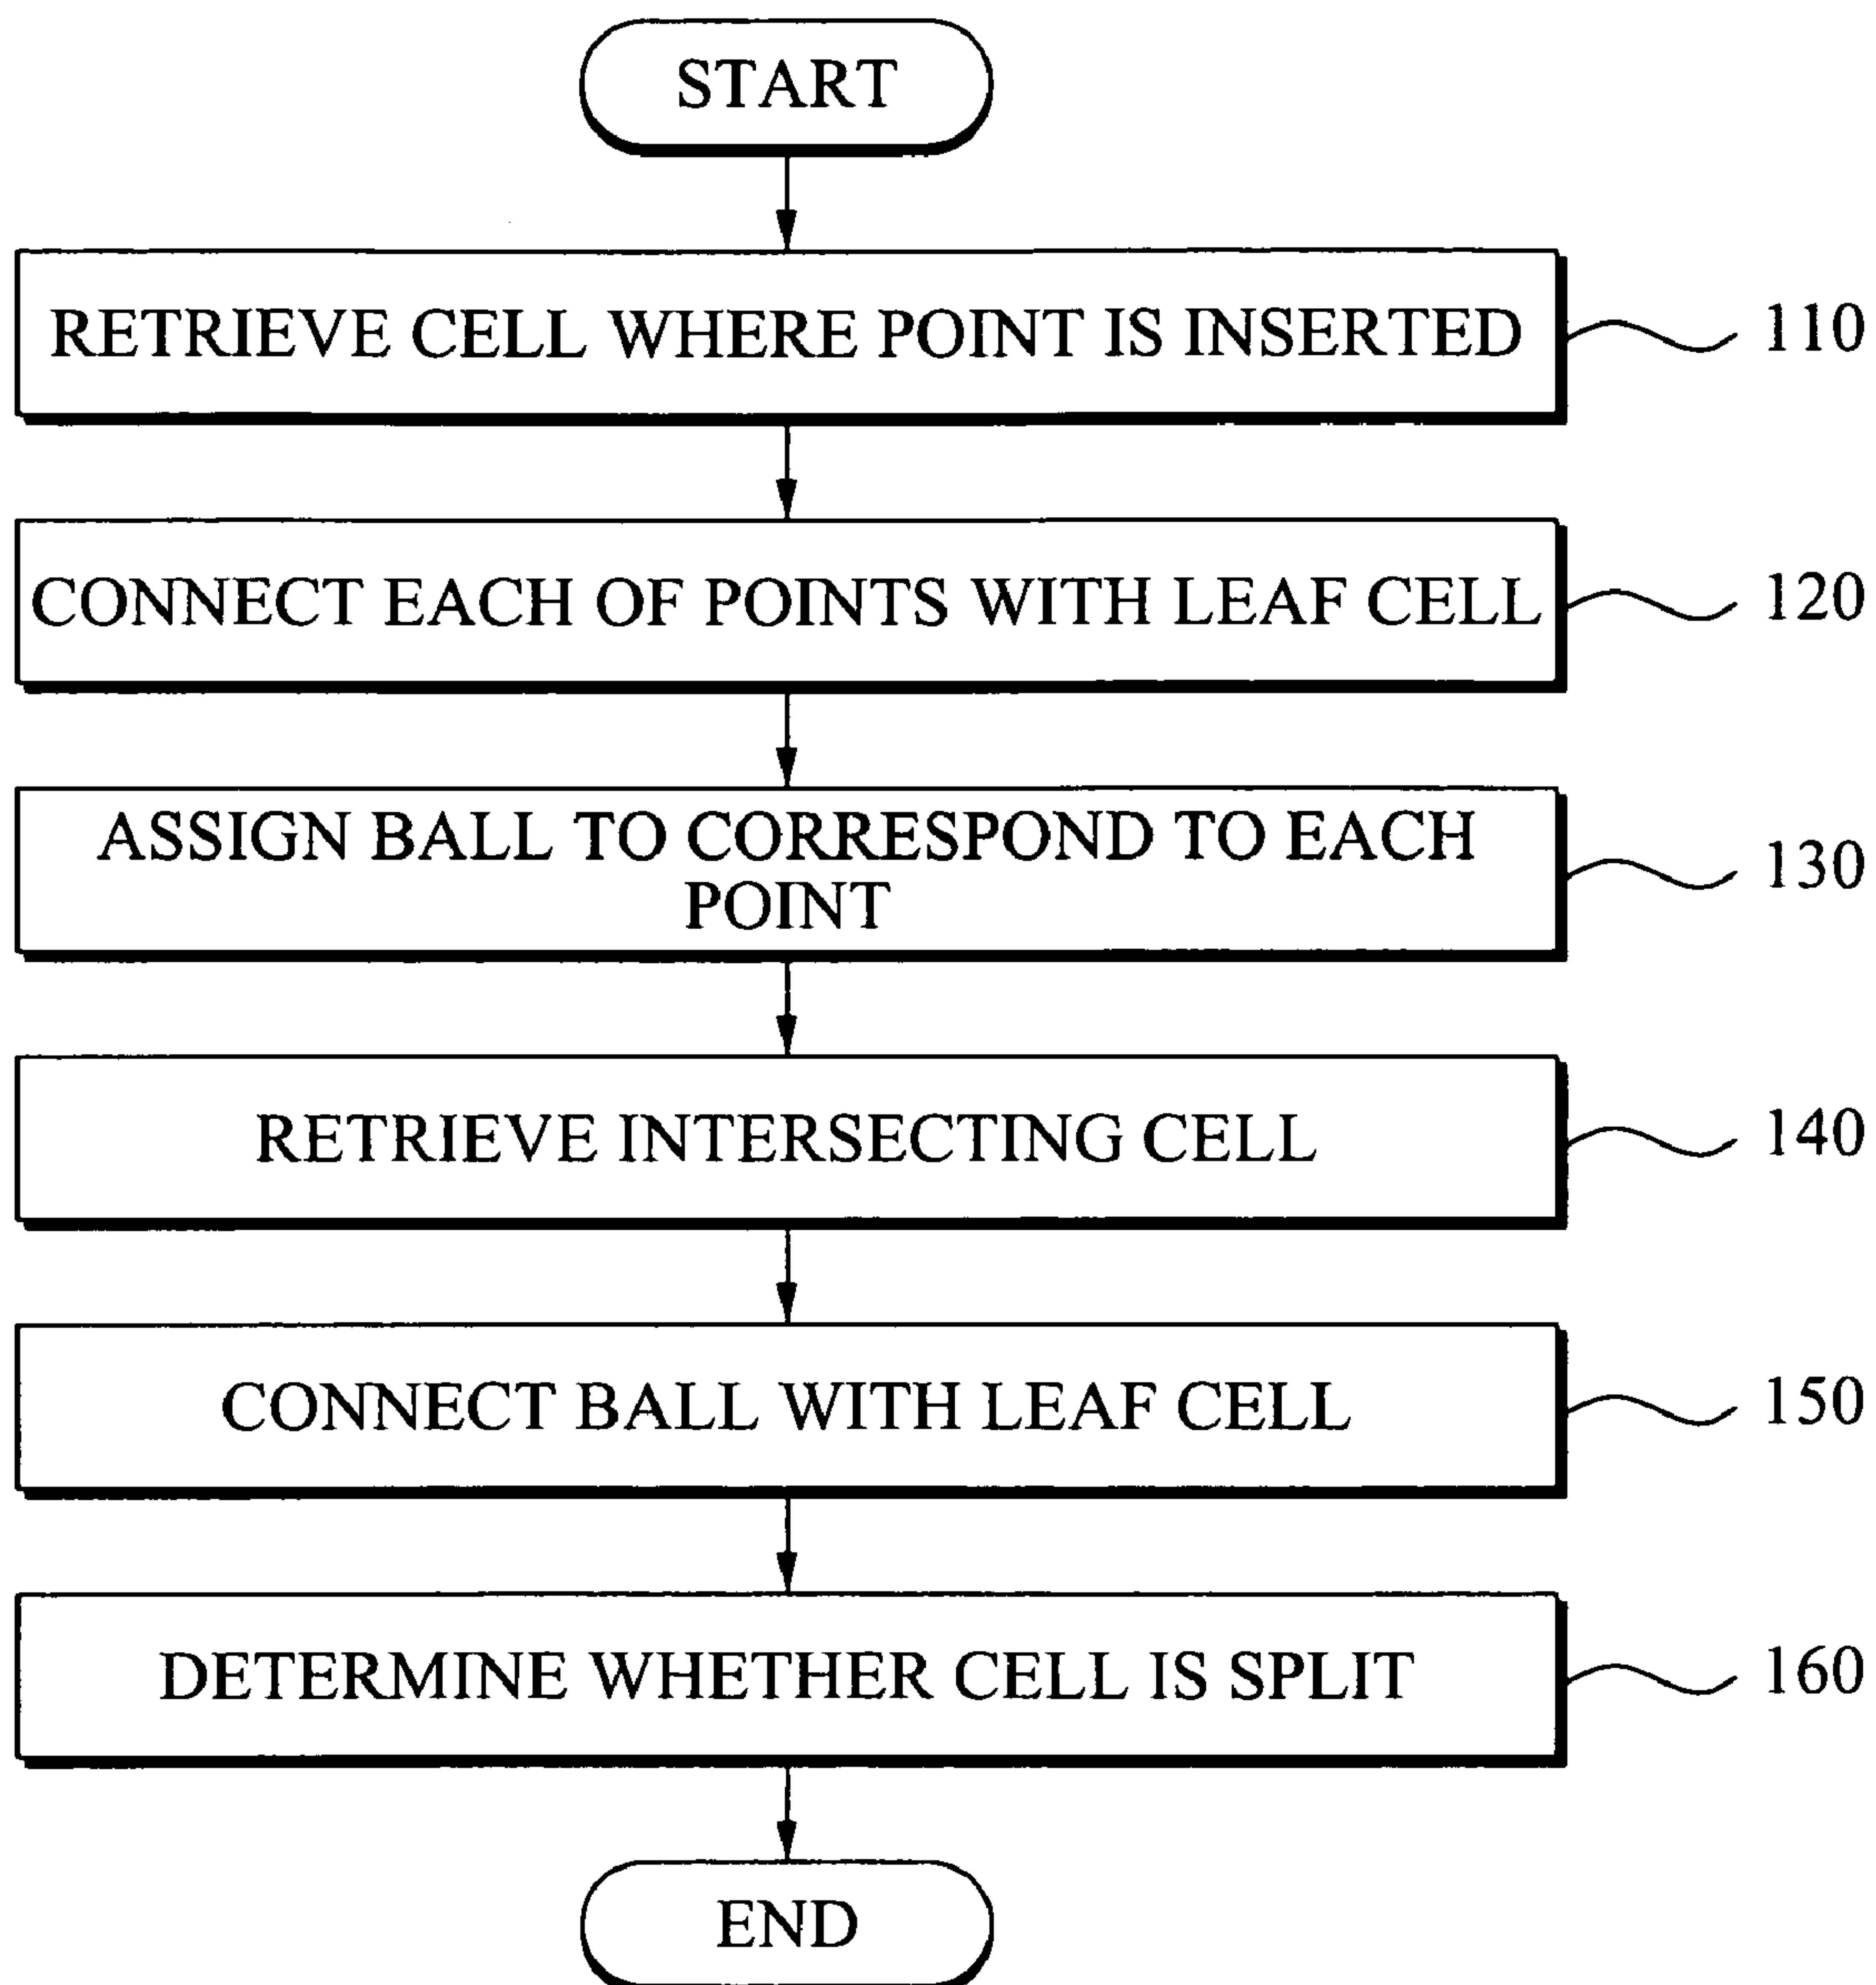 START
RETRIEVE CELL WHERE POINT IS INSERTED
110
CONNECT EACH OF POINTS WITH LEAF CELL
120
ASSIGN BALL TO CORRESPOND TO EACH
POINT
130
RETRIEVE INTERSECTING CELL
140
CONNECT BALL WITH LEAF CELL
150
DETERMINE WHETHER CELL IS SPLIT
160
END